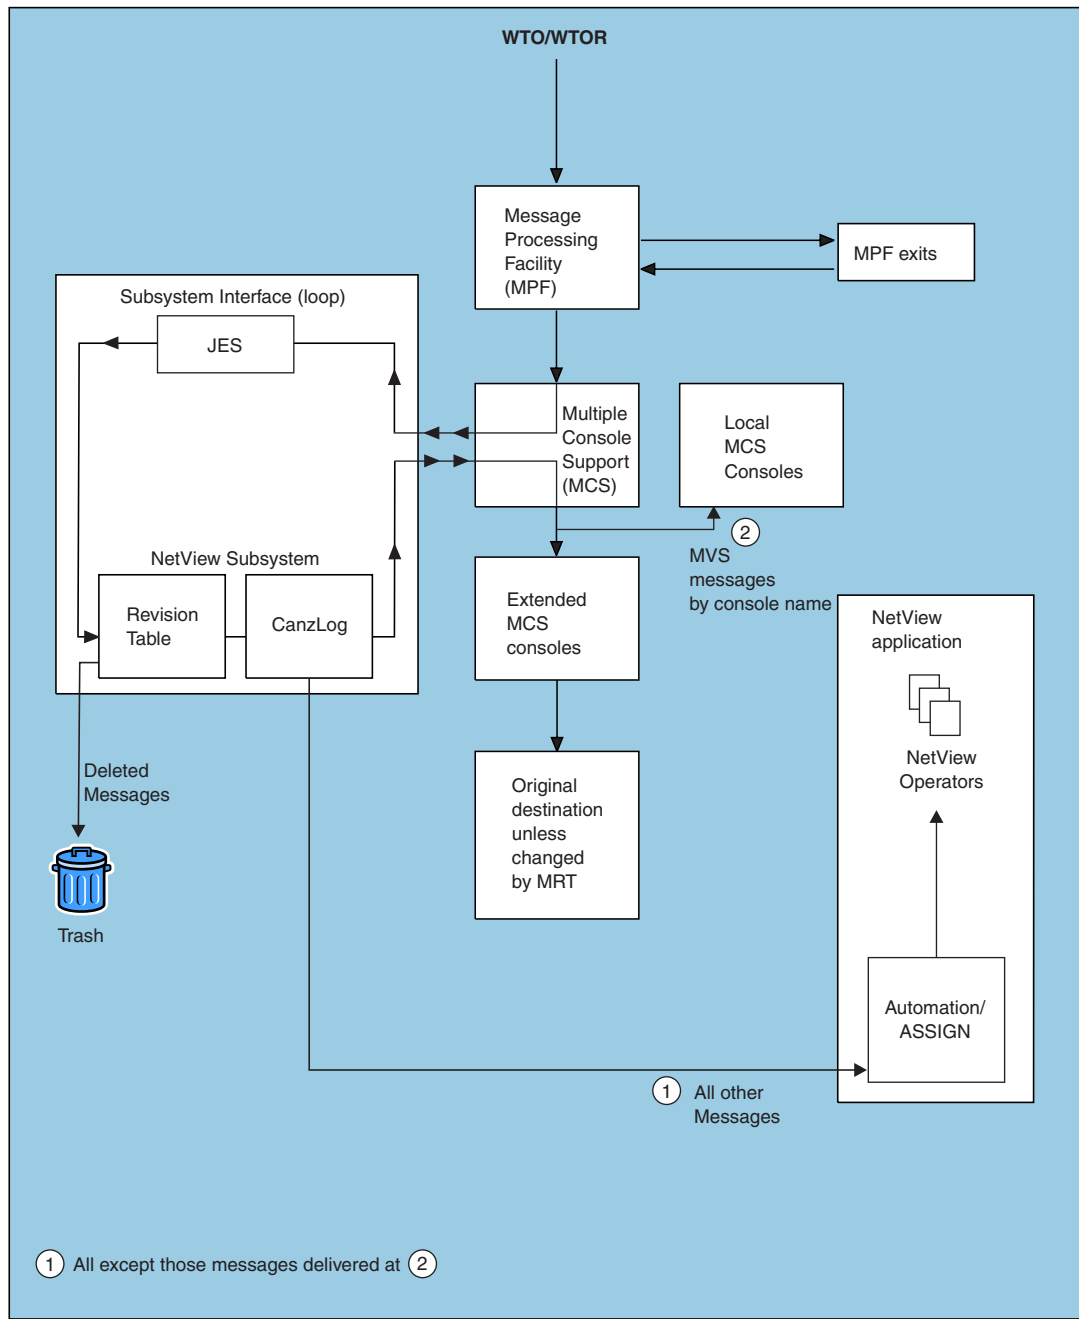 WTO/WTOR
Message
Processing
Facility
(MPF)
MPF exits
Subsystem Interface (loop)
JES
Multiple
Console
Support
(MCS)
Local
MCS
Consoles
2
MVS
messages
by console name
NetView Subsystem
Revision
Table
CanzLog
Extended
MCS
consoles
NetView
application
NetView
Operators
Deleted
Messages
Original
destination
unless
changed
by MRT
Trash
Automation/
ASSIGN
1 All other
Messages
1 All except those messages delivered at 2